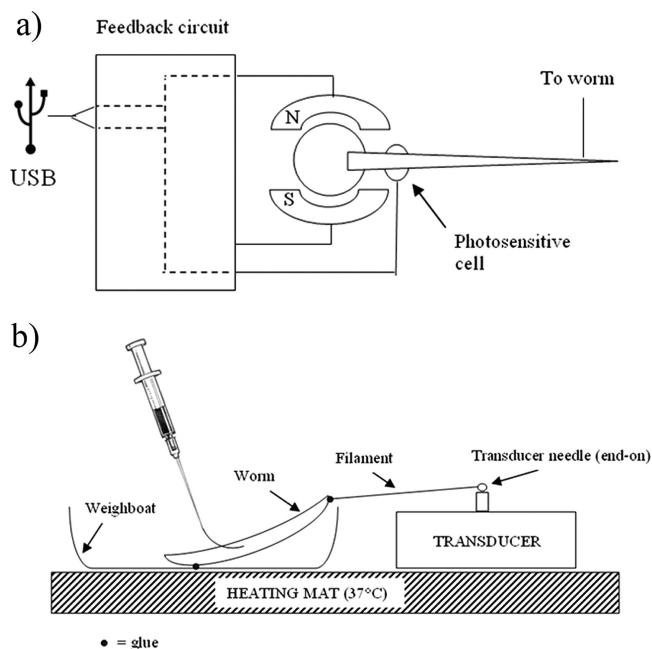 a)
Feedback circuit
To worm
N
USB
S
Photosensitive
cell
b)
Transducer needle (end-on)
Filament
Worm
Weighboat
TRANSDUCER
HEATING MAT (37°C)
● = glue